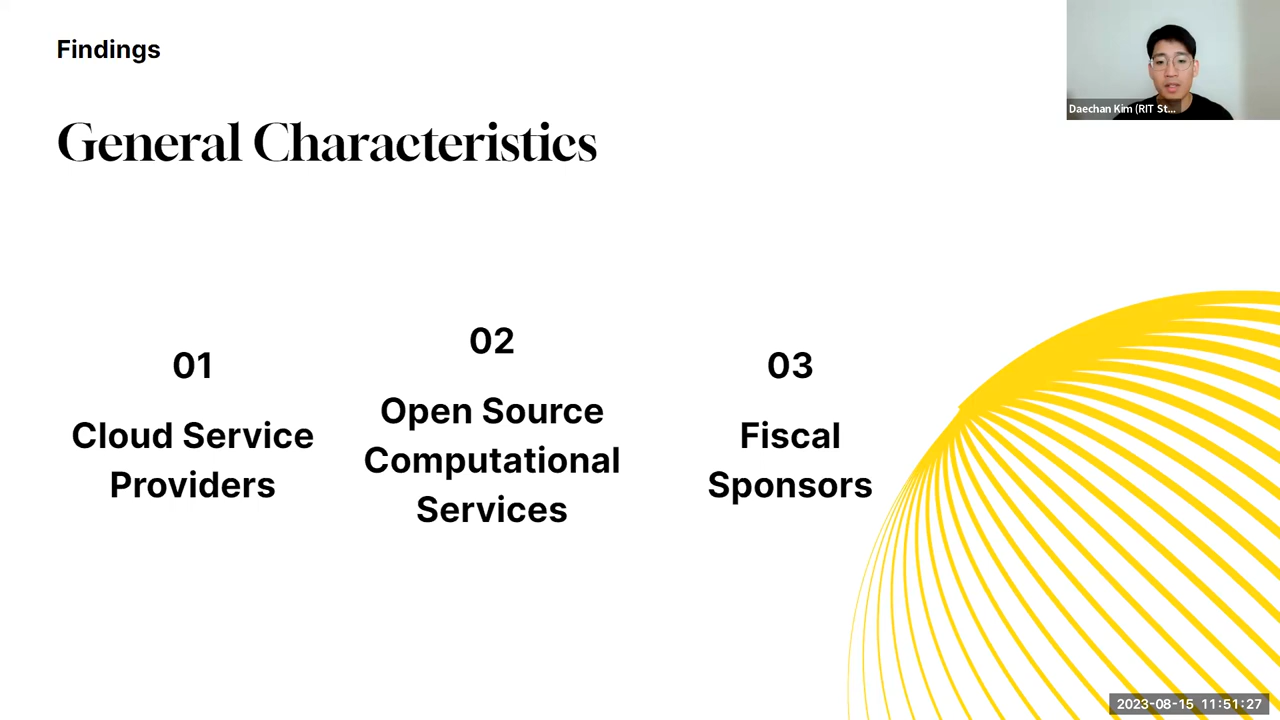 Findings
General Characteristics
01
Cloud Service
Providers
02
Open Source
Computational
Services
03
Fiscal
Sponsors
Daechan Kim (RIT St...
2023-08-15 11:51:27